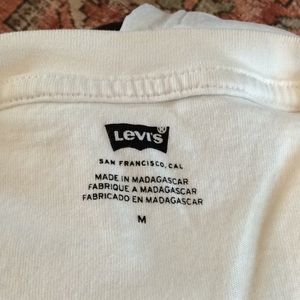 Levi's®
SAN FRANCISCO, CAL
MADE IN MADAGASCAR
FABRIQUE A MADAGASCAR
FABRICADO EN MADAGASCAR
M